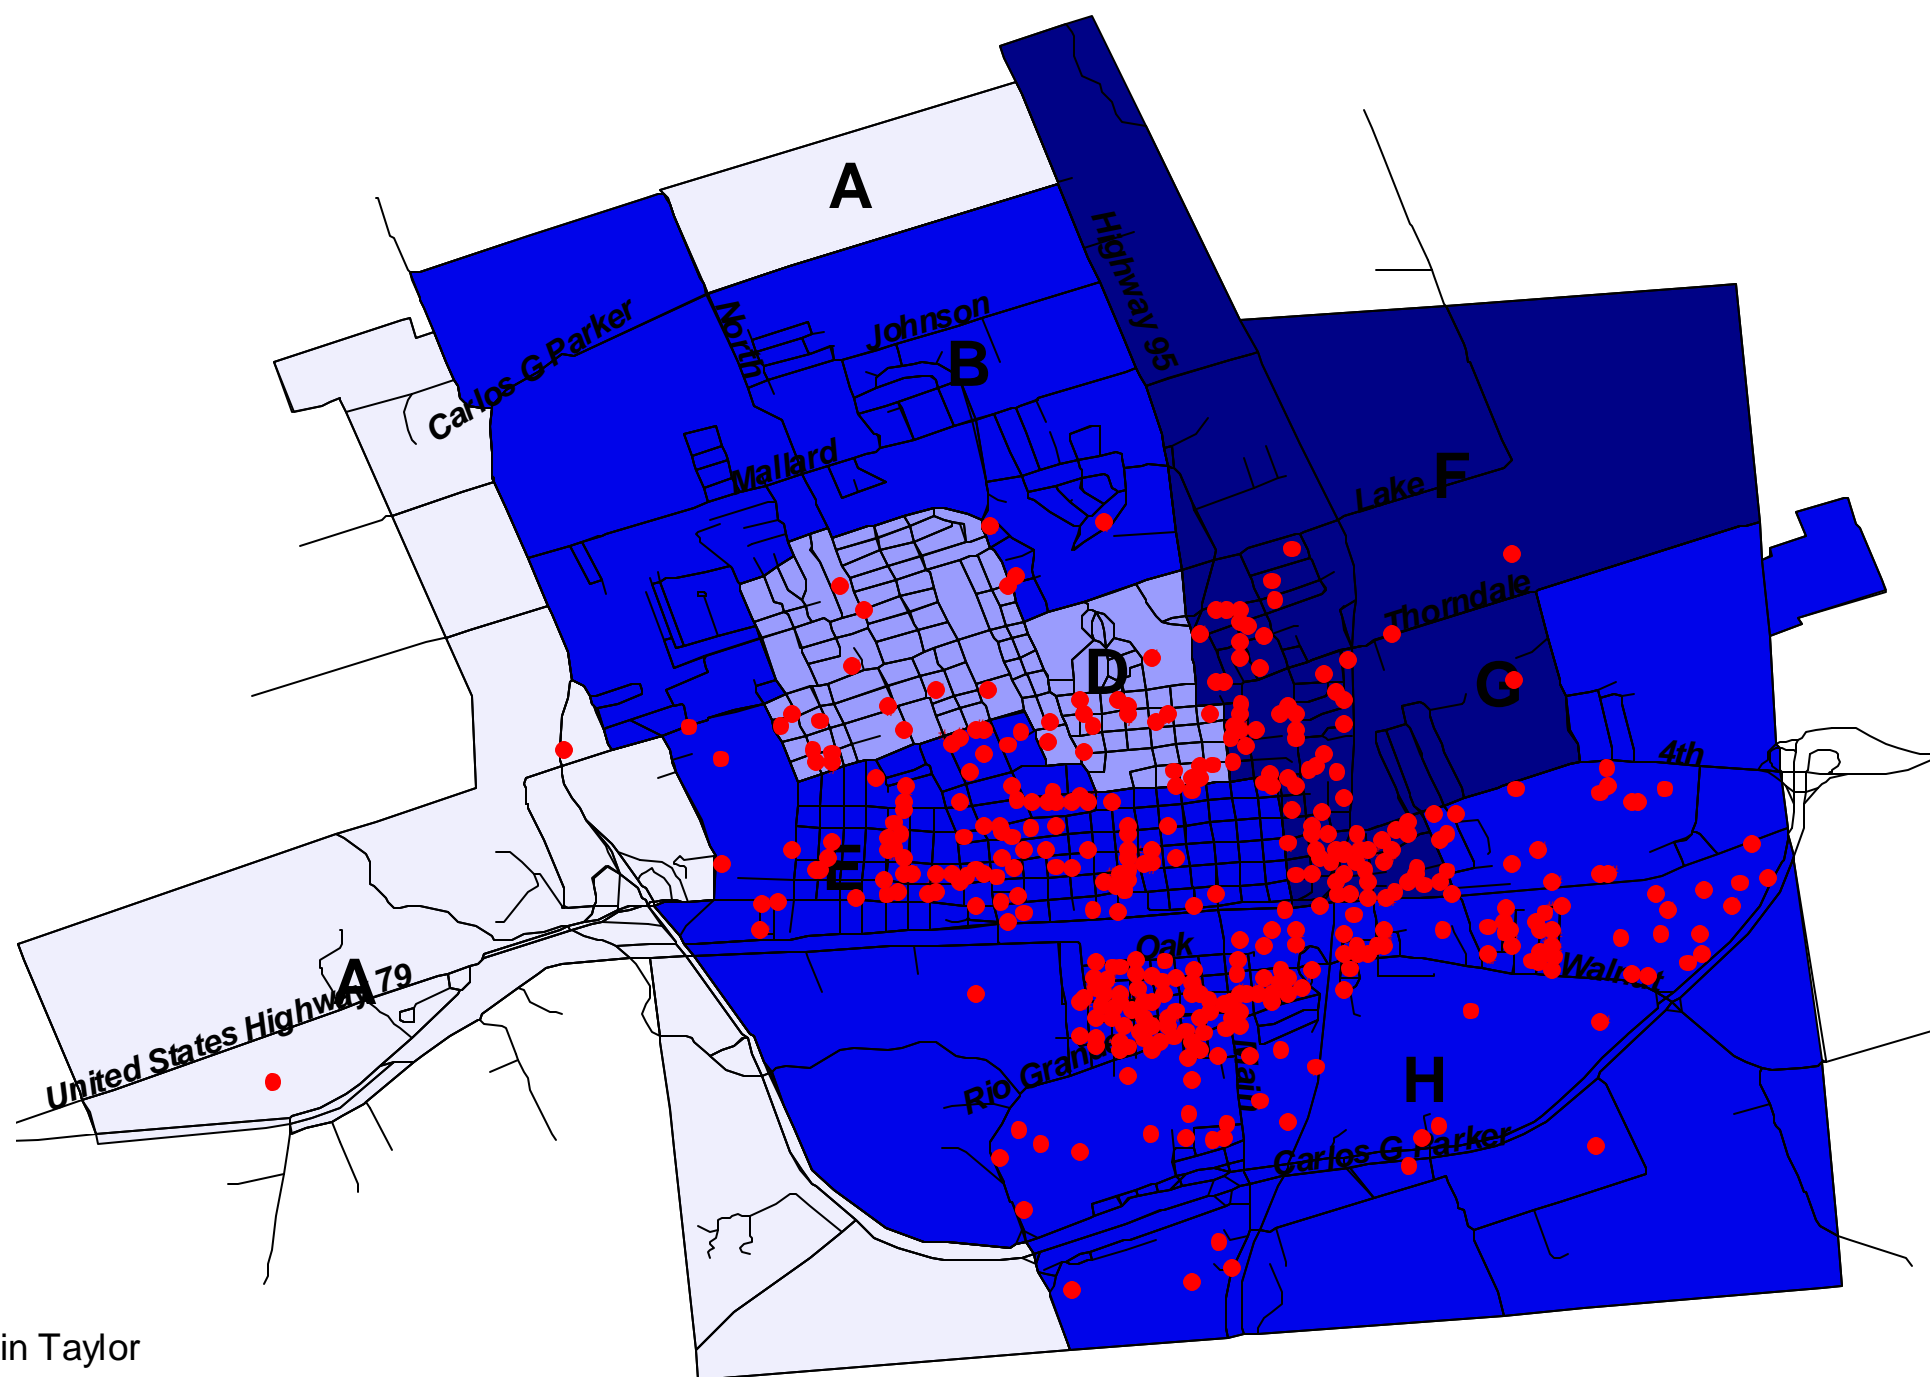 A
Highway 95
North
Johnson
Carlos G Parker
B
Mallard
Lake
F
Thorndale
D
G
4th
E
Oak
Walnut
A
United States Highway 79
Rio Grande
Main
H
Carlos G Parker
in Taylor